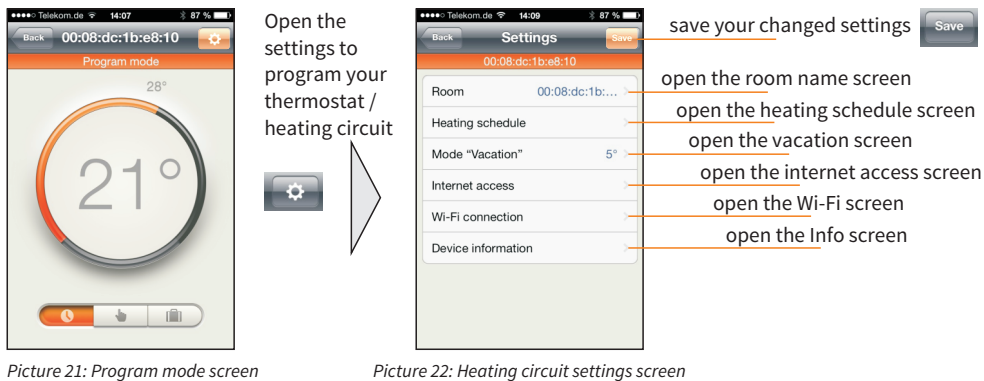 ●●●●○ Telekom.de 14:07 87 %
Back 00:08:dc:1b:e8:10
Program mode
28°
21°
Picture 21: Program mode screen
Open the
settings to
program your
thermostat /
heating circuit
●●●●○ Telekom.de 14:09 87 %
Back Settings Save
00:08:dc:1b:e8:10
Room 00:08:dc:1b:…
Heating schedule
Mode “Vacation” 5°
Internet access
Wi-Fi connection
Device information
save your changed settings Save
open the room name screen
open the heating schedule screen
open the vacation screen
open the internet access screen
open the Wi-Fi screen
open the Info screen
Picture 22: Heating circuit settings screen